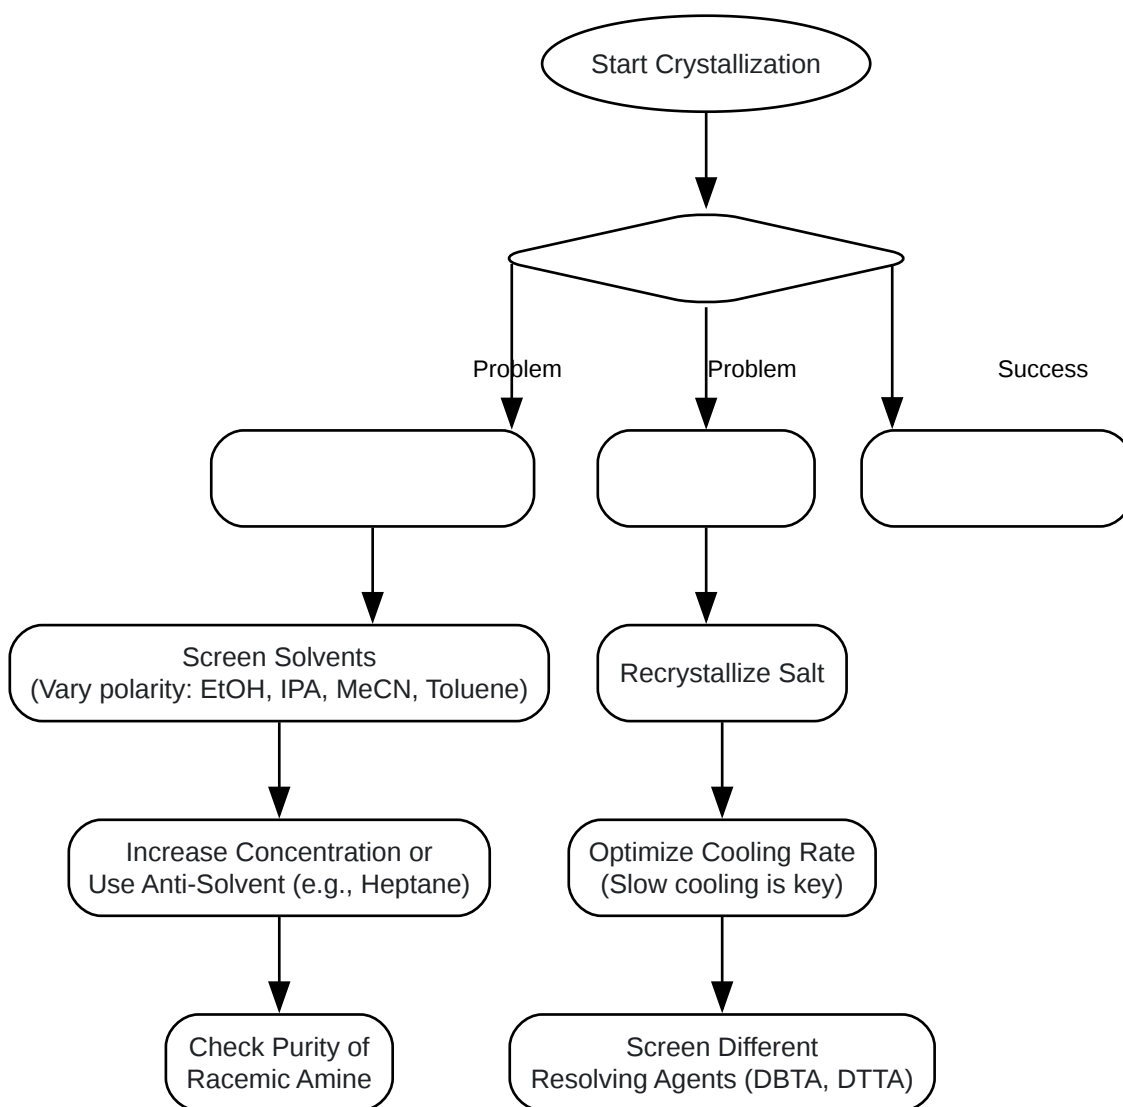 Start Crystallization
Problem
Problem
Success
Screen Solvents
(Vary polarity: EtOH, IPA, MeCN, Toluene)
Recrystallize Salt
Increase Concentration or
Use Anti-Solvent (e.g., Heptane)
Optimize Cooling Rate
(Slow cooling is key)
Check Purity of
Racemic Amine
Screen Different
Resolving Agents (DBTA, DTTA)